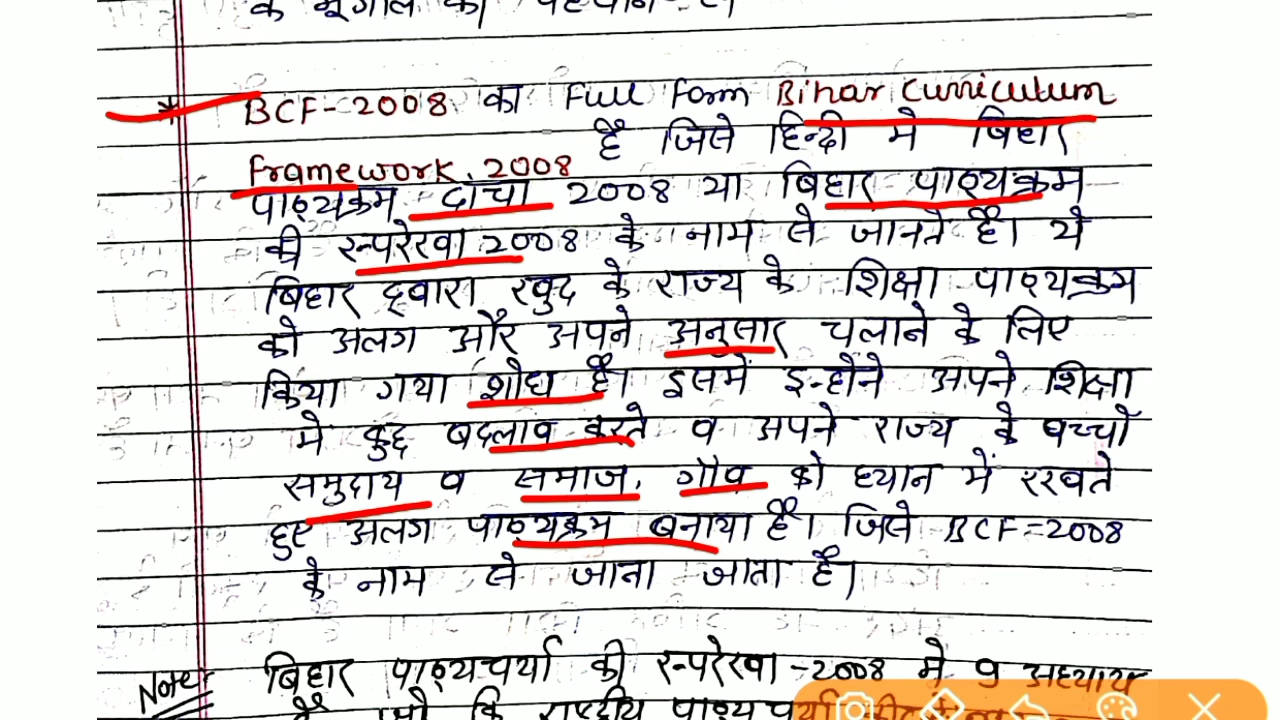 के भूगोल की पहचान हो
* BCF-2008 का Full Form Bihar Curriculum
Framework. 2008 है जिसे हिन्दी मे बिहार
पाठ्यक्रम ढाँचा 2008 या बिहार पाठ्यक्रम
की रूपरेखा 2008 के नाम से जानते है। ये
बिहार द्वारा खुद के राज्य के शिक्षा पाठ्यक्रम
को अलग और अपने अनुसार चलाने के लिए
किया गया शोध है। इसमें इन्होने अपने शिक्षा
मे कुछ बदलाव करते व अपने राज्य के बच्चों
समुदाय व समाज, गाँव को ध्यान में रखते
हुए अलग पाठ्यक्रम बनाया है। जिसे BCF=2008
के नाम से जाना जाता है।
Note: बिहार पाठ्यचर्या की रूपरेखा -2008 मे 9 अध्याय
है जो कि राष्ट्रीय पाठ्यचर्या